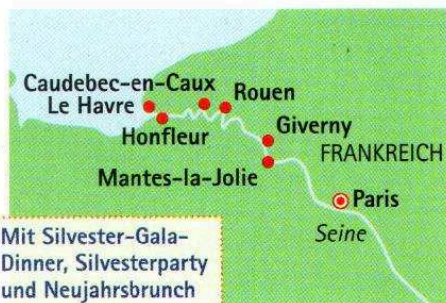 Caudebec-en-Caux
Le Havre
Rouen
Honfleur
Giverny
FRANKREICH
Mantes-la-Jolie
Paris
Seine
Mit Silvester-Gala-
Dinner, Silvesterparty
und Neujahrsbrunch